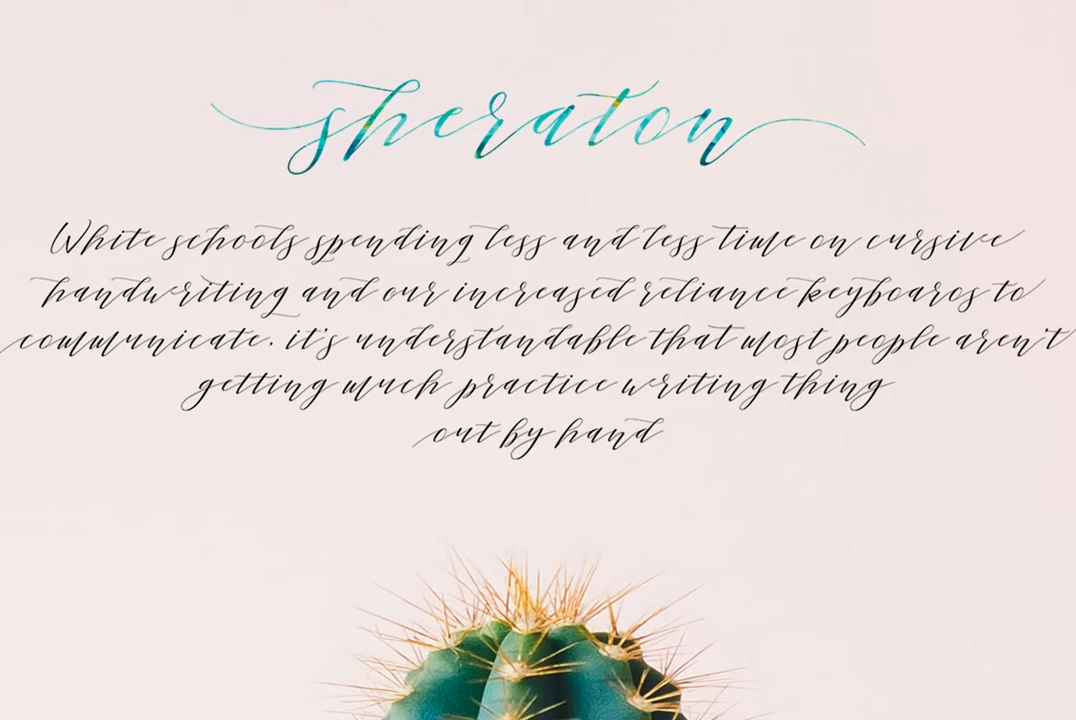 sheraton
White schools spending less and less time on cursive
handwriting and our increased reliance keyboaros to
communicate. it's understandable that most people aren't
getting much practice writing thing
out by hand